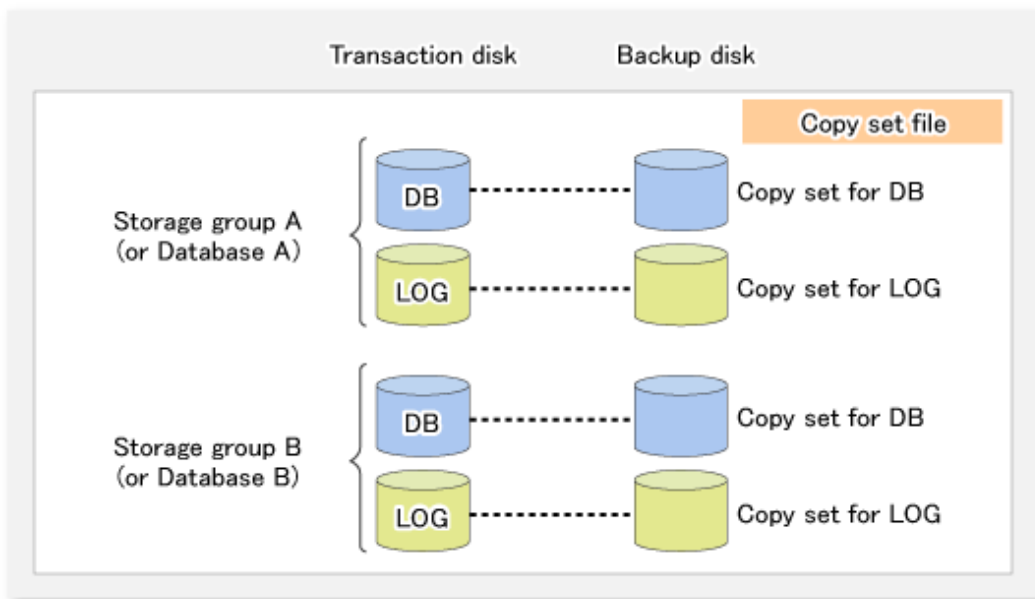 Transaction disk
Backup disk
Copy set file
Storage group A
(or Database A)
DB
Copy set for DB
LOG
Copy set for LOG
Storage group B
(or Database B)
DB
Copy set for DB
LOG
Copy set for LOG